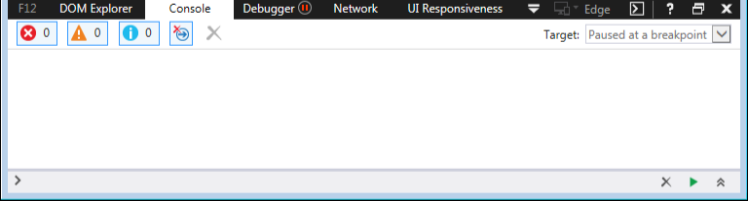 F12 DOM Explorer Console Debugger Network UI Responsiveness Edge ?
0 0 0 Target: Paused at a breakpoint
>